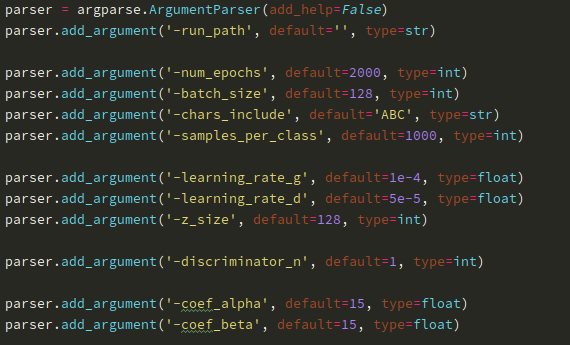 parser = argparse.ArgumentParser(add_help=False)
parser.add_argument('-run_path', default='', type=str)
parser.add_argument('-num_epochs', default=2000, type=int)
parser.add_argument('-batch_size', default=128, type=int)
parser.add_argument('-chars_include', default='ABC', type=str)
parser.add_argument('-samples_per_class', default=1000, type=int)
parser.add_argument('-learning_rate_g', default=1e-4, type=float)
parser.add_argument('-learning_rate_d', default=5e-5, type=float)
parser.add_argument('-z_size', default=128, type=int)
parser.add_argument('-discriminator_n', default=1, type=int)
parser.add_argument('-coef_alpha', default=15, type=float)
parser.add_argument('-coef_beta', default=15, type=float)